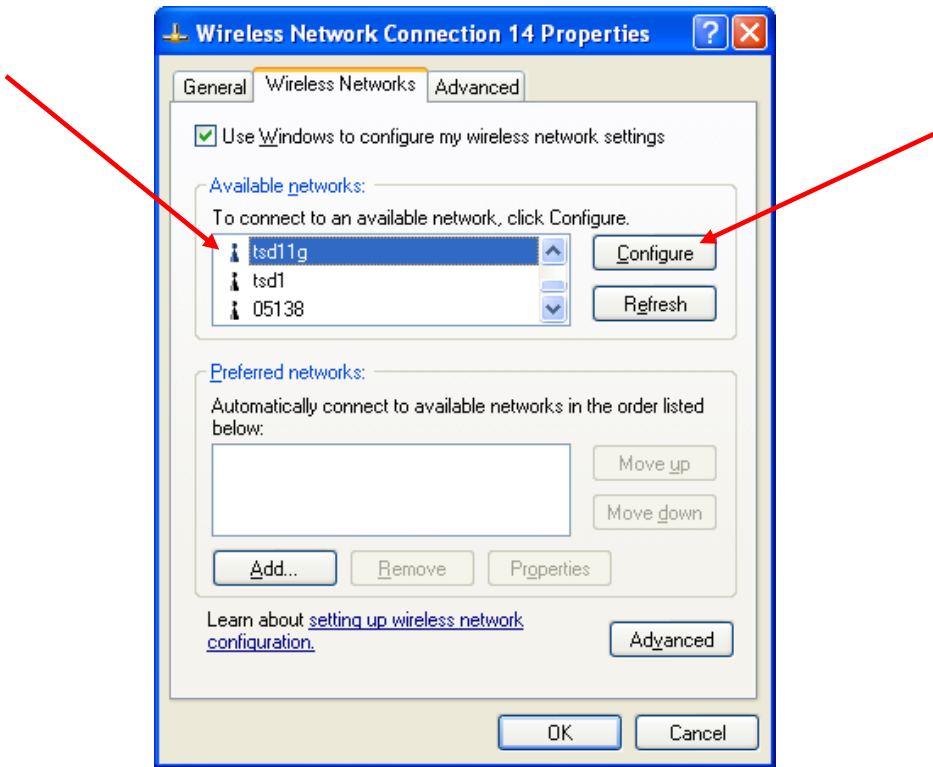 Wireless Network Connection 14 Properties
General Wireless Networks Advanced
Use Windows to configure my wireless network settings
Available networks:
To connect to an available network, click Configure.
tsd11g
tsd1
05138
Configure
Refresh
Preferred networks:
Automatically connect to available networks in the order listed
below:
Move up
Move down
Add... Remove Properties
Learn about setting up wireless network
configuration.
Advanced
OK Cancel